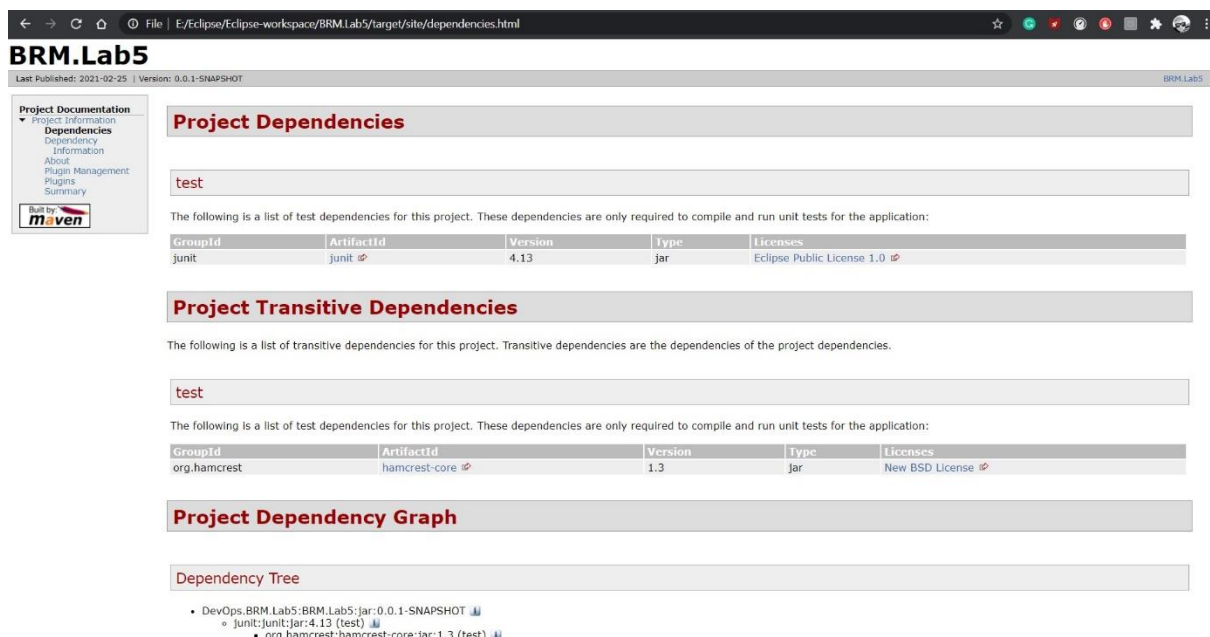 File | E:/Eclipse/Eclipse-workspace/BRM.Lab5/target/site/dependencies.html
BRM.Lab5
Last Published: 2021-02-25 | Version: 0.0.1-SNAPSHOT
BRM.Lab5
Project Documentation
Project Information
Dependencies
Dependency
Information
About
Plugin Management
Plugins
Summary
Built by:
maven
Project Dependencies
test
The following is a list of test dependencies for this project. These dependencies are only required to compile and run unit tests for the application:
GroupId ArtifactId Version Type Licenses
junit junit 4.13 jar Eclipse Public License 1.0
Project Transitive Dependencies
The following is a list of transitive dependencies for this project. Transitive dependencies are the dependencies of the project dependencies.
test
The following is a list of test dependencies for this project. These dependencies are only required to compile and run unit tests for the application:
GroupId ArtifactId Version Type Licenses
org.hamcrest hamcrest-core 1.3 jar New BSD License
Project Dependency Graph
Dependency Tree
• DevOps.BRM.Lab5:BRM.Lab5:jar:0.0.1-SNAPSHOT
◦ junit:junit:jar:4.13 (test)
▪ org.hamcrest:hamcrest-core:jar:1.3 (test)